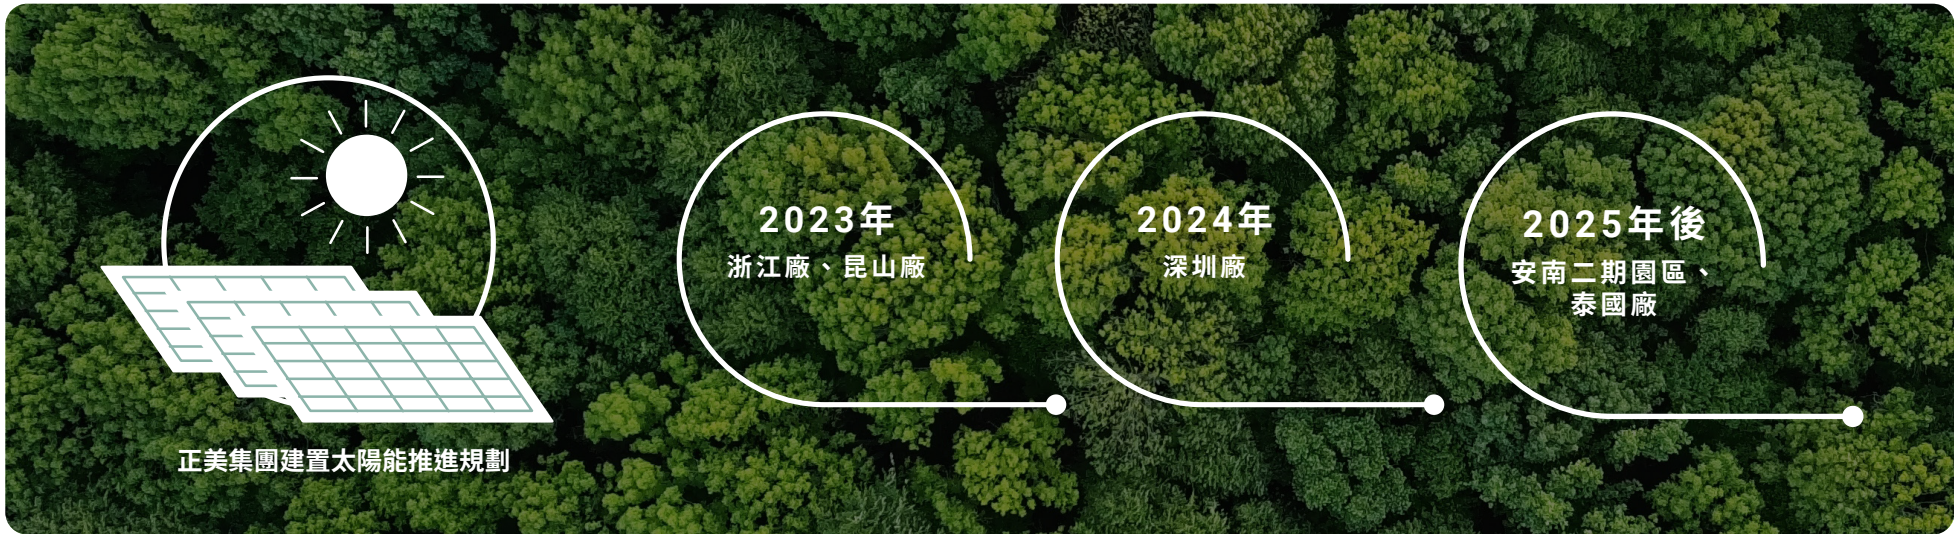 2023年
浙江廠、昆山廠
2024年
深圳廠
2025年後
安南二期園區、
泰國廠
正美集團建置太陽能推進規劃